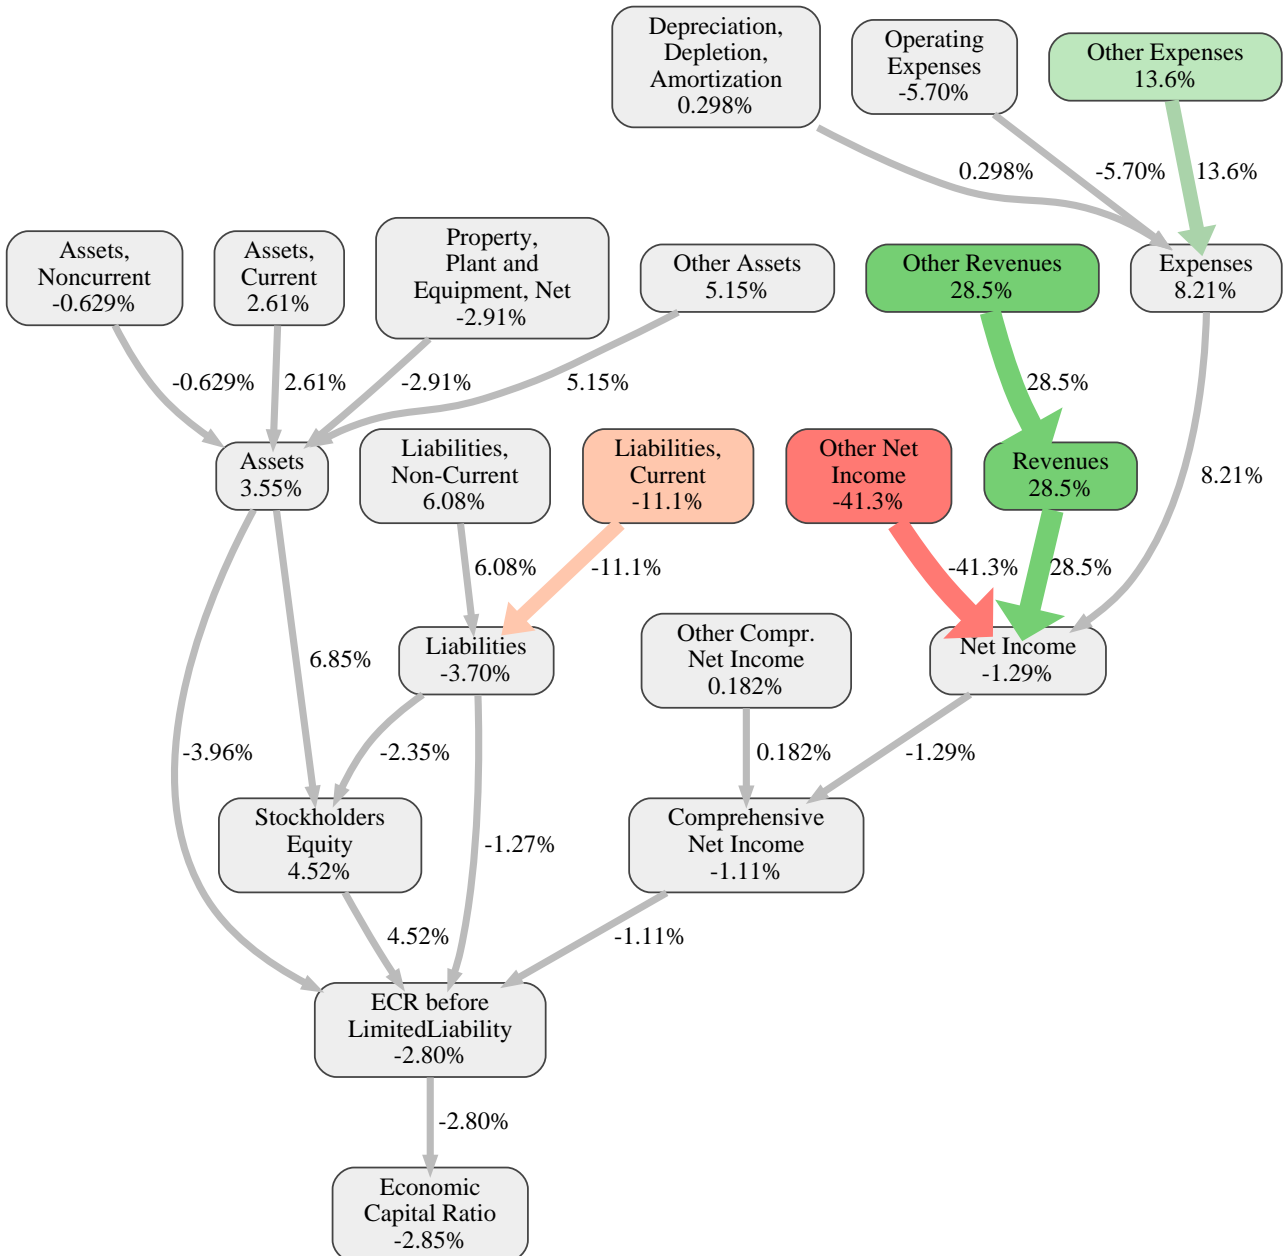 Depreciation,
Depletion,
Amortization
0.298%
Operating
Expenses
-5.70%
Other Expenses
13.6%
0.298%
-5.70%
13.6%
Assets,
Noncurrent
-0.629%
Assets,
Current
2.61%
Property,
Plant and
Equipment, Net
-2.91%
Other Assets
5.15%
Other Revenues
28.5%
Expenses
8.21%
-0.629%
2.61%
-2.91%
5.15%
28.5%
Assets
3.55%
Liabilities,
Non-Current
6.08%
Liabilities,
Current
-11.1%
Other Net
Income
-41.3%
Revenues
28.5%
8.21%
6.08%
-11.1%
-41.3%
28.5%
6.85%
Liabilities
-3.70%
Other Compr.
Net Income
0.182%
Net Income
-1.29%
-3.96%
-2.35%
0.182%
-1.29%
Stockholders
Equity
4.52%
-1.27%
Comprehensive
Net Income
-1.11%
4.52%
-1.11%
ECR before
LimitedLiability
-2.80%
-2.80%
Economic
Capital Ratio
-2.85%